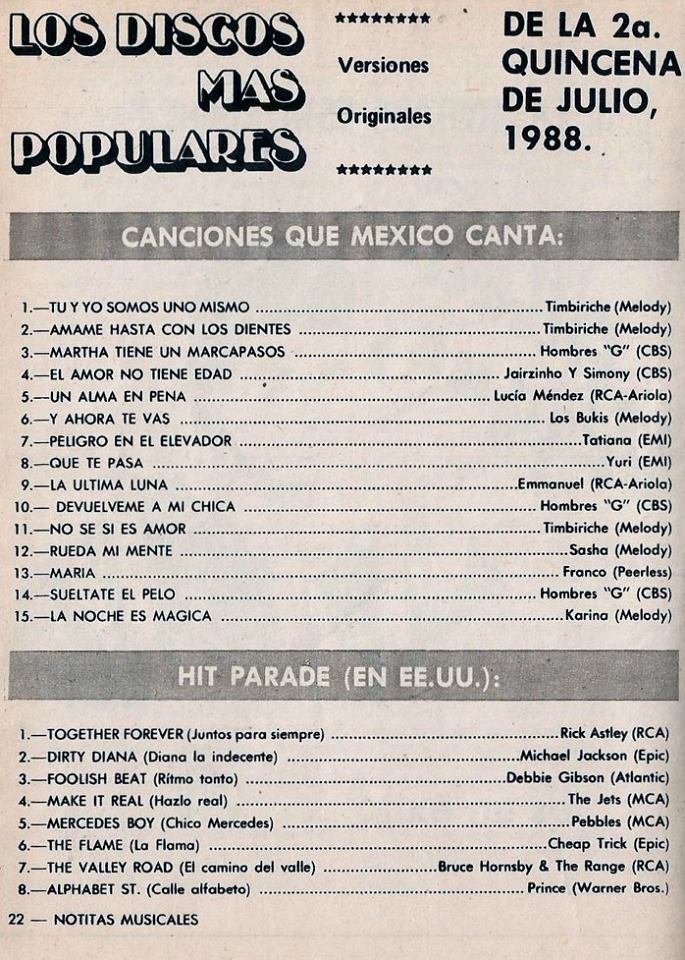 LOS DISCOS
MAS
POPULARES
********
Versiones
Originales
********
DE LA 2a.
QUINCENA
DE JULIO,
1988.
CANCIONES QUE MEXICO CANTA:
1.—TU Y YO SOMOS UNO MISMO ........ Timbiriche (Melody)
2.—AMAME HASTA CON LOS DIENTES ........ Timbiriche (Melody)
3.—MARTHA TIENE UN MARCAPASOS ........ Hombres "G" (CBS)
4.—EL AMOR NO TIENE EDAD ........ Jairzinho Y Simony (CBS)
5.—UN ALMA EN PENA ........ Lucía Méndez (RCA-Ariola)
6.—Y AHORA TE VAS ........ Los Bukis (Melody)
7.—PELIGRO EN EL ELEVADOR ........ Tatiana (EMI)
8.—QUE TE PASA ........ Yuri (EMI)
9.—LA ULTIMA LUNA ........ Emmanuel (RCA-Ariola)
10.— DEVUELVEME A MI CHICA ........ Hombres "G" (CBS)
11.—NO SE SI ES AMOR ........ Timbiriche (Melody)
12.—RUEDA MI MENTE ........ Sasha (Melody)
13.—MARIA ........ Franco (Peerless)
14.—SUELTATE EL PELO ........ Hombres "G" (CBS)
15.—LA NOCHE ES MAGICA ........ Karina (Melody)
HIT PARADE (EN EE.UU.):
1.—TOGETHER FOREVER (Juntos para siempre) ........ Rick Astley (RCA)
2.—DIRTY DIANA (Diana la indecente) ........ Michael Jackson (Epic)
3.—FOOLISH BEAT (Rítmo tonto) ........ Debbie Gibson (Atlantic)
4.—MAKE IT REAL (Hazlo real) ........ The Jets (MCA)
5.—MERCEDES BOY (Chico Mercedes) ........ Pebbles (MCA)
6.—THE FLAME (La Flama) ........ Cheap Trick (Epic)
7.—THE VALLEY ROAD (El camino del valle) ........ Bruce Hornsby & The Range (RCA)
8.—ALPHABET ST. (Calle alfabeto) ........ Prince (Warner Bros.)
22 — NOTITAS MUSICALES